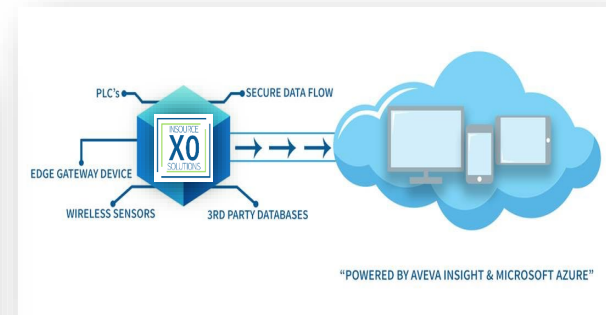 PLC's
SECURE DATA FLOW
INSOURCE
XO
SOLUTIONS
EDGE GATEWAY DEVICE
WIRELESS SENSORS
3RD PARTY DATABASES
“POWERED BY AVEVA INSIGHT & MICROSOFT AZURE”